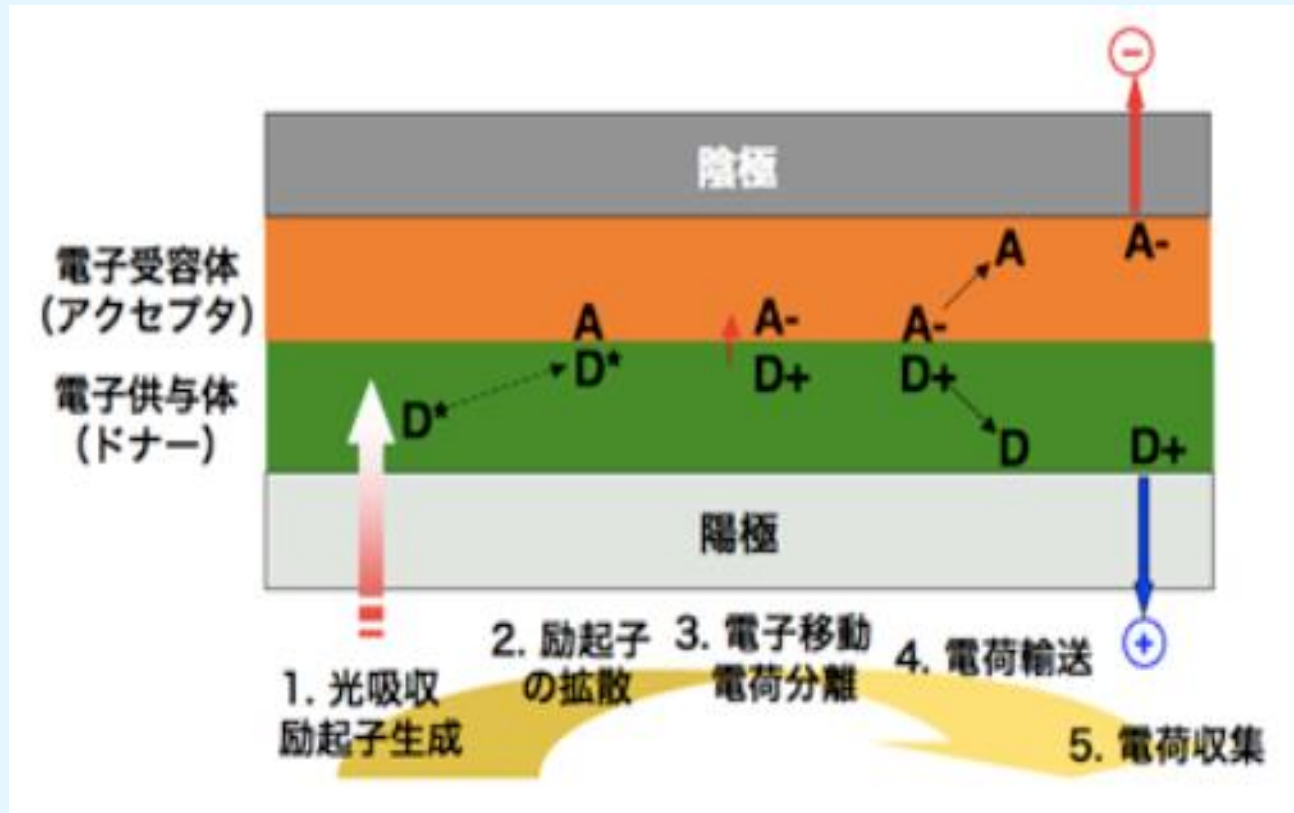 −
陰極
電子受容体
(アクセプタ)
A
A-
A
A-
A-
電子供与体
(ドナー)
D*
D*
D+
D+
D
D+
陽極
+
1. 光吸収
励起子生成
2. 励起子
の拡散
3. 電子移動
電荷分離
4. 電荷輸送
5. 電荷収集